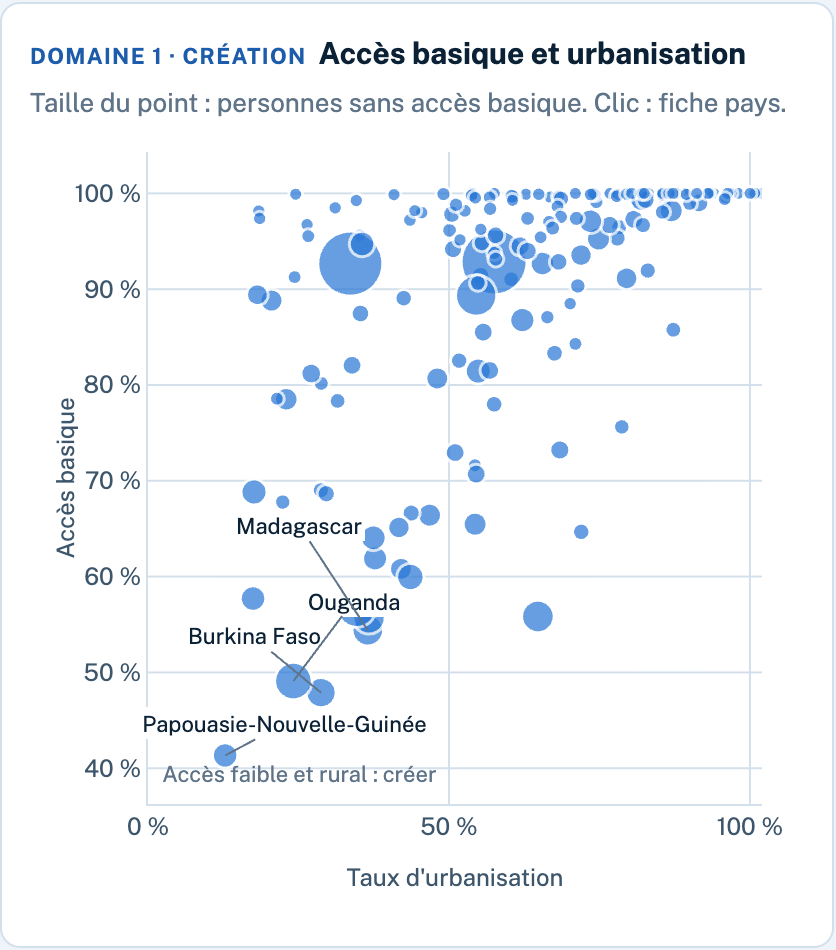 DOMAINE 1 · CRÉATION Accès basique et urbanisation
Taille du point : personnes sans accès basique. Clic : fiche pays.
100 %
90 %
80 %
70 %
60 %
50 %
40 %
Accès basique
Madagascar
Ouganda
Burkina Faso
Papouasie-Nouvelle-Guinée
Accès faible et rural : créer
0 % 50 % 100 %
Taux d'urbanisation